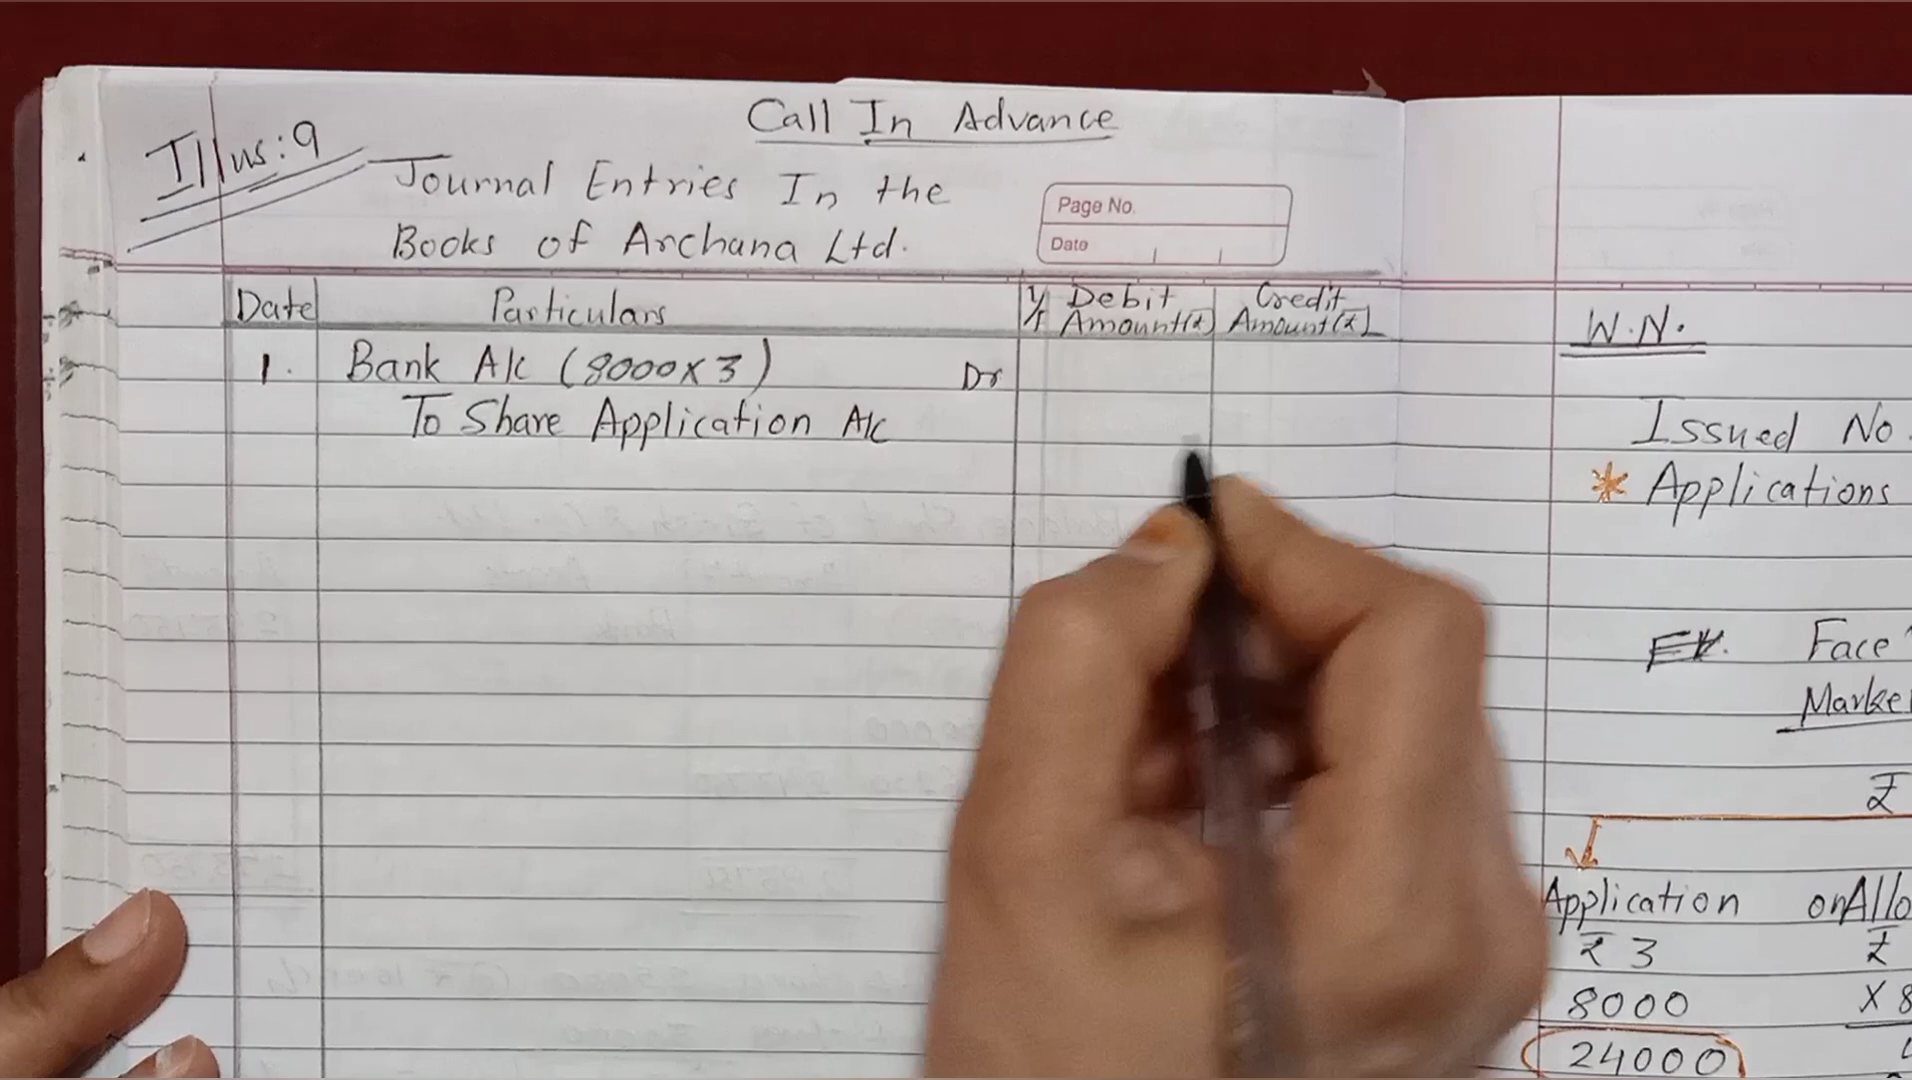 Call In Advance
Illus:9
Journal Entries In the
Books of Archana Ltd.
Page No.
Date
Date Particulars Debit Amount(₹) Credit Amount(₹)
1. Bank A/c (8000x3) Dr
To Share Application A/c
W.N.
Issued No.
* Applications
Face
₹
Application on
₹ 3 ₹
8000 X 8
24000